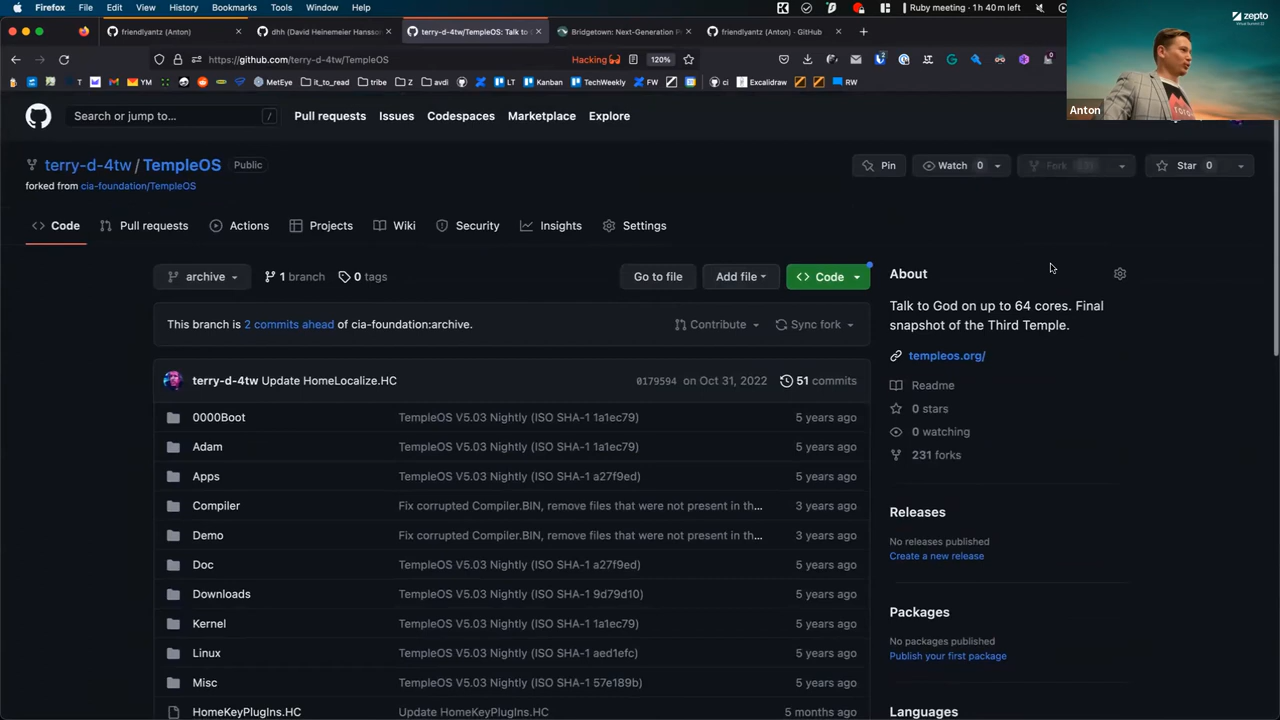 Firefox File Edit View History Bookmarks Tools Window Help Ruby meeting - 1 h 40 m left
zepto
friendlyantz (Anton)
dhh (David Heinemeier Hansso
terry-d-4tw/TempleOS: Talk to
Bridgetown: Next-Generation P
friendlyantz (Anton) · GitHub
https://github.com/terry-d-4tw/TempleOS
Hacking
120%
MetEye it_to_read tribe Z avdi LT Kanban TechWeekly RW ci Excalidraw RW
Anton
Search or jump to...
/
Pull requests Issues Codespaces Marketplace Explore
terry-d-4tw / TempleOS Public
Pin
Watch 0
Fork
Star 0
forked from cia-foundation/TempleOS
Code Pull requests Actions Projects Wiki Security Insights Settings
archive 1 branch 0 tags Go to file Add file Code
This branch is 2 commits ahead of cia-foundation:archive. Contribute Sync fork
terry-d-4tw Update HomeLocalize.HC 0179594 on Oct 31, 2022 51 commits
0000Boot TempleOS V5.03 Nightly (ISO SHA-1 1a1ec79) 5 years ago
Adam TempleOS V5.03 Nightly (ISO SHA-1 1a1ec79) 5 years ago
Apps TempleOS V5.03 Nightly (ISO SHA-1 a27f9ed) 5 years ago
Compiler Fix corrupted Compiler.BIN, remove files that were not present in th... 3 years ago
Demo Fix corrupted Compiler.BIN, remove files that were not present in th... 3 years ago
Doc TempleOS V5.03 Nightly (ISO SHA-1 a27f9ed) 5 years ago
Downloads TempleOS V5.03 Nightly (ISO SHA-1 9d79d10) 5 years ago
Kernel TempleOS V5.03 Nightly (ISO SHA-1 1a1ec79) 5 years ago
Linux TempleOS V5.03 Nightly (ISO SHA-1 aed1efc) 5 years ago
Misc TempleOS V5.03 Nightly (ISO SHA-1 57e189b) 5 years ago
HomeKeyPlugIns.HC Update HomeKeyPlugIns.HC 5 months ago
About
Talk to God on up to 64 cores. Final
snapshot of the Third Temple.
templeos.org/
Readme
0 stars
0 watching
231 forks
Releases
No releases published
Create a new release
Packages
No packages published
Publish your first package
Languages